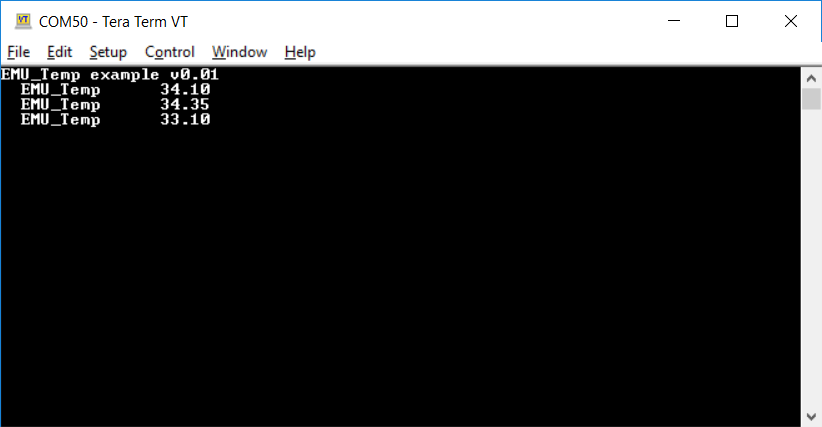 VT
COM50 - Tera Term VT
File Edit Setup Control Window Help
EMU_Temp example v0.01
EMU_Temp 34.10
EMU_Temp 34.35
EMU_Temp 33.10